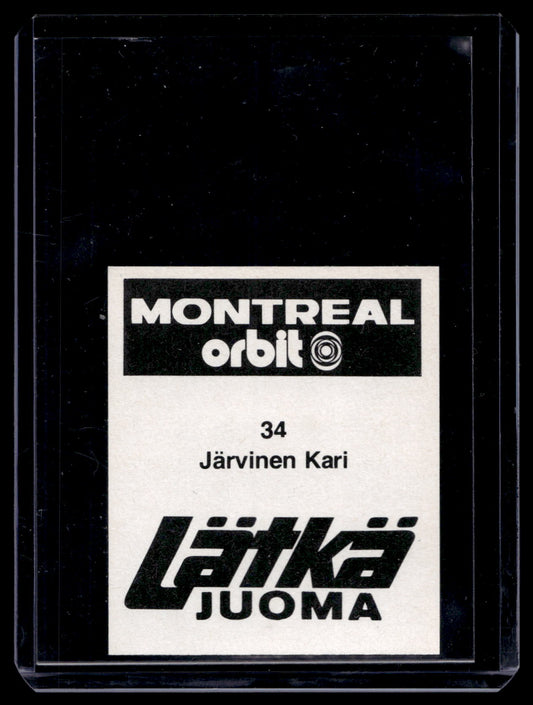 MONTREAL
orbit
34
Järvinen Kari
Lätkä
JUOMA